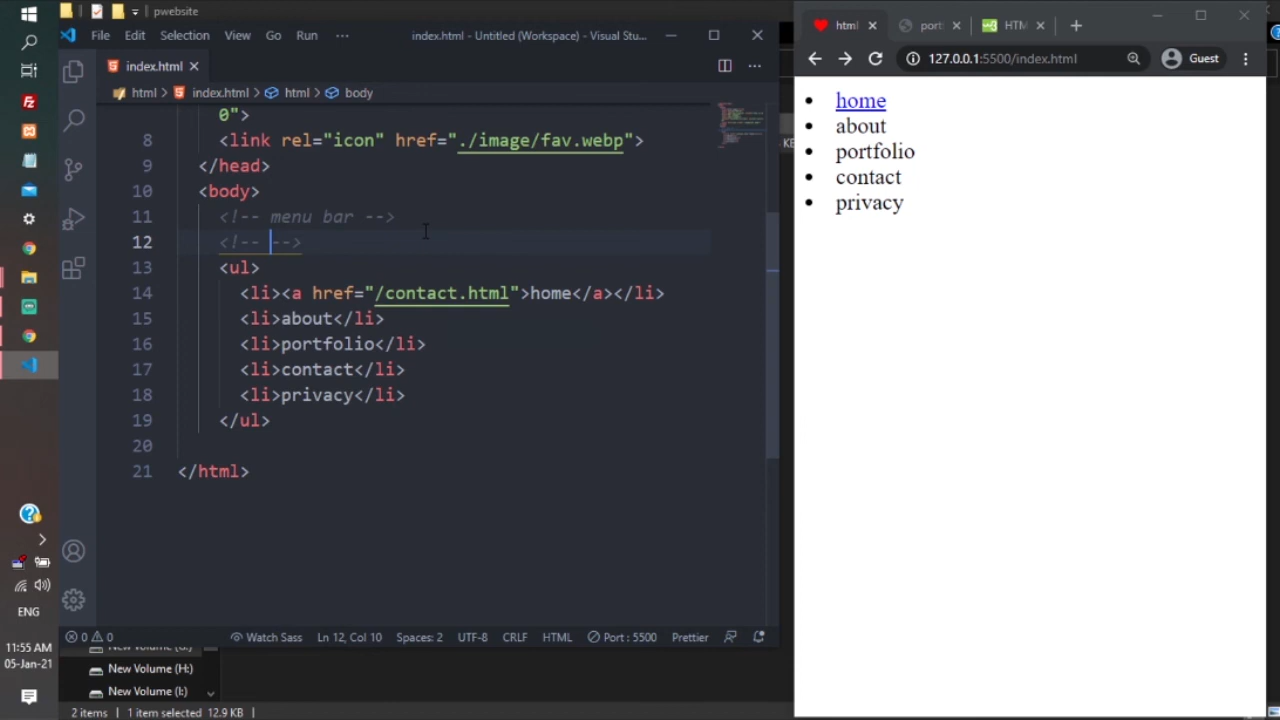 pwebsite
File Edit Selection View Go Run ··· index.html - Untitled (Workspace) - Visual Stu...
index.html
html > index.html > html > body
0">
8 <link rel="icon" href="./image/fav.webp">
9 </head>
10 <body>
11 <!-- menu bar -->
12 <!-- -->
13 <ul>
14 <li><a href="/contact.html">home</a></li>
15 <li>about</li>
16 <li>portfolio</li>
17 <li>contact</li>
18 <li>privacy</li>
19 </ul>
20
21 </html>
0 0 Watch Sass Ln 12, Col 10 Spaces: 2 UTF-8 CRLF HTML Port : 5500 Prettier
html port HTM
127.0.0.1:5500/index.html Guest
• home
• about
• portfolio
• contact
• privacy
ENG
11:55 AM
05-Jan-21
New Volume (H:)
New Volume (I:)
2 items | 1 item selected 12.9 KB |